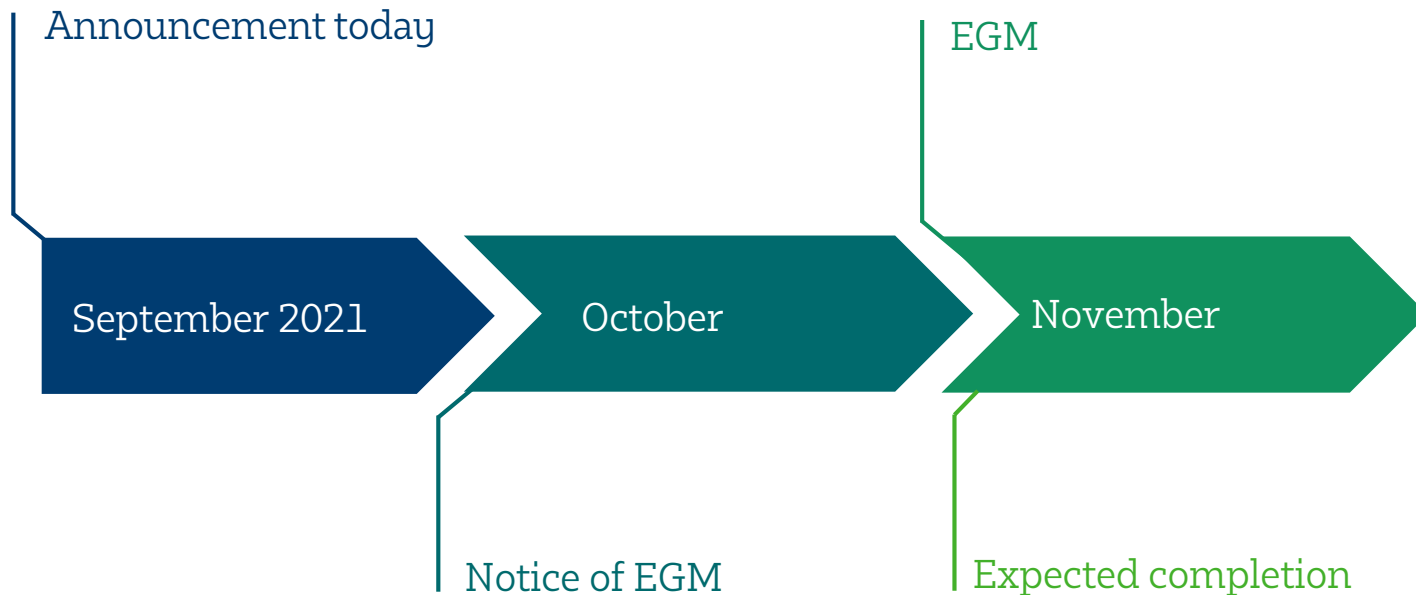 Announcement today
EGM
September 2021
October
November
Notice of EGM
Expected completion